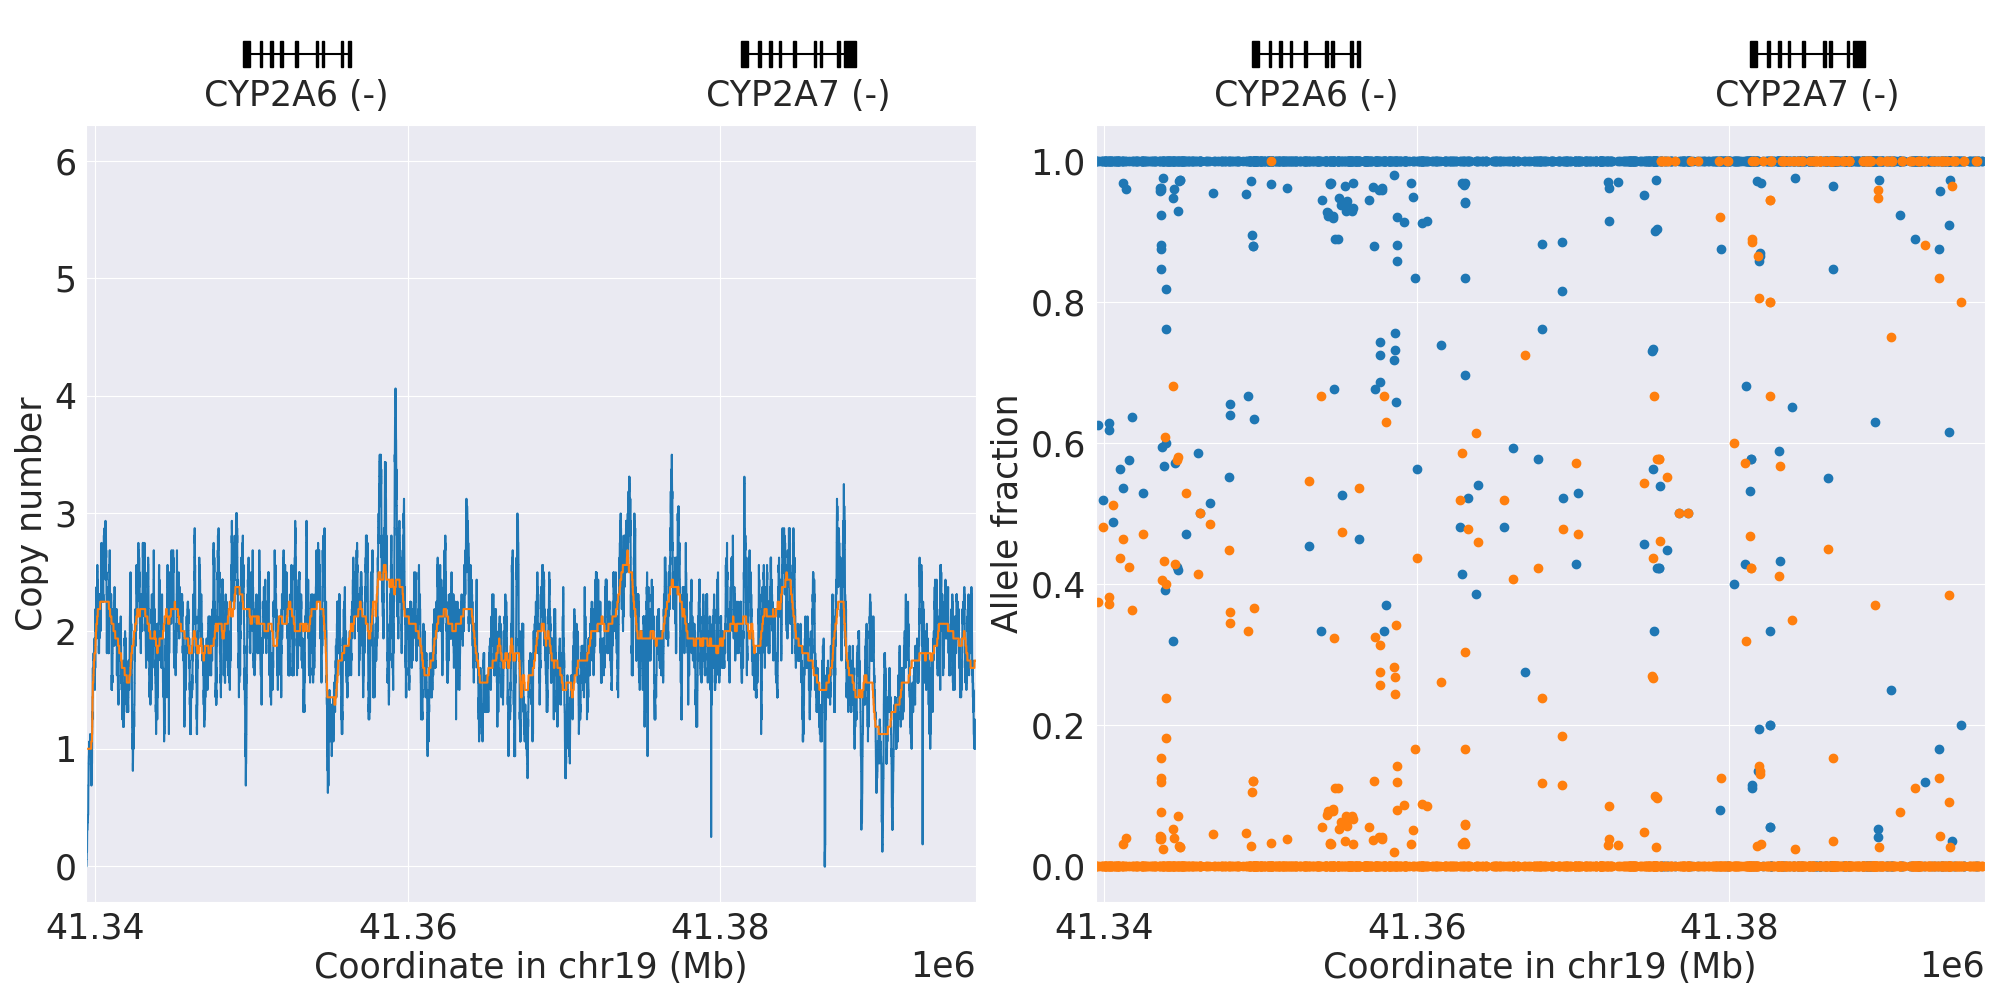 CYP2A6 (-)
CYP2A7 (-)
6
5
4
3
2
1
0
Copy number
41.34
41.36
41.38
Coordinate in chr19 (Mb)
1e6
CYP2A6 (-)
CYP2A7 (-)
1.0
0.8
0.6
0.4
0.2
0.0
Allele fraction
41.34
41.36
41.38
Coordinate in chr19 (Mb)
1e6